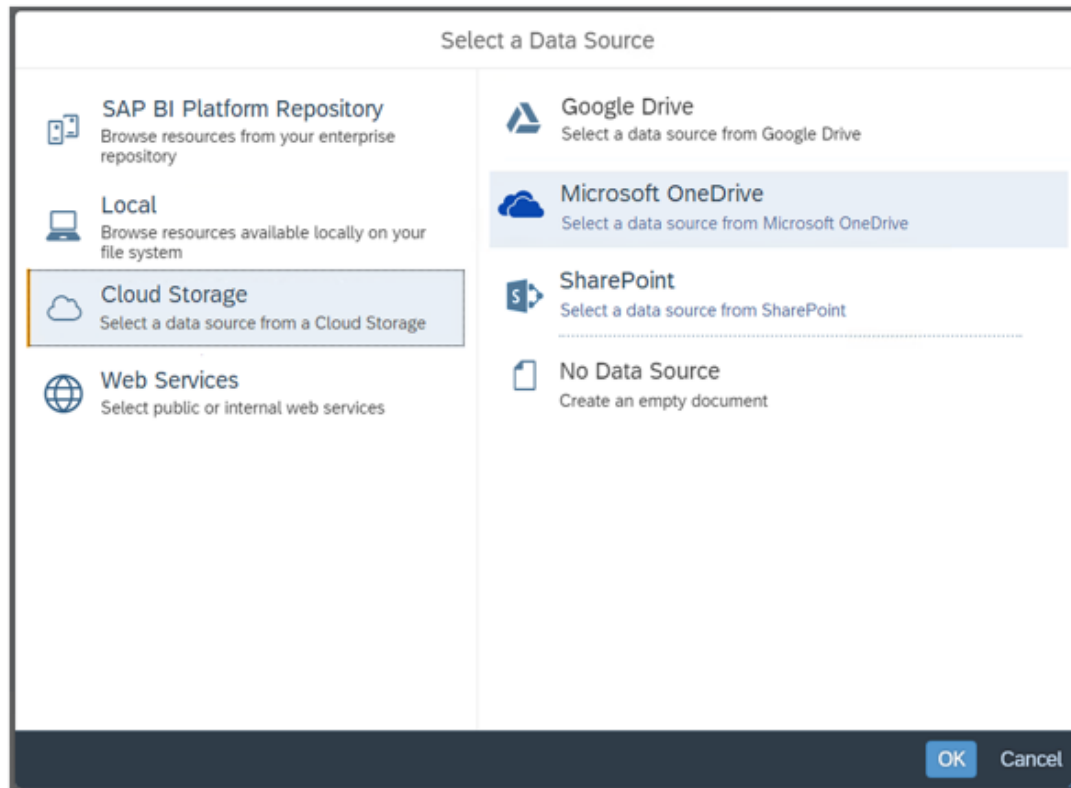 Select a Data Source
SAP BI Platform Repository
Browse resources from your enterprise
repository
Local
Browse resources available locally on your
file system
Cloud Storage
Select a data source from a Cloud Storage
Web Services
Select public or internal web services
Google Drive
Select a data source from Google Drive
Microsoft OneDrive
Select a data source from Microsoft OneDrive
S
SharePoint
Select a data source from SharePoint
No Data Source
Create an empty document
OK
Cancel